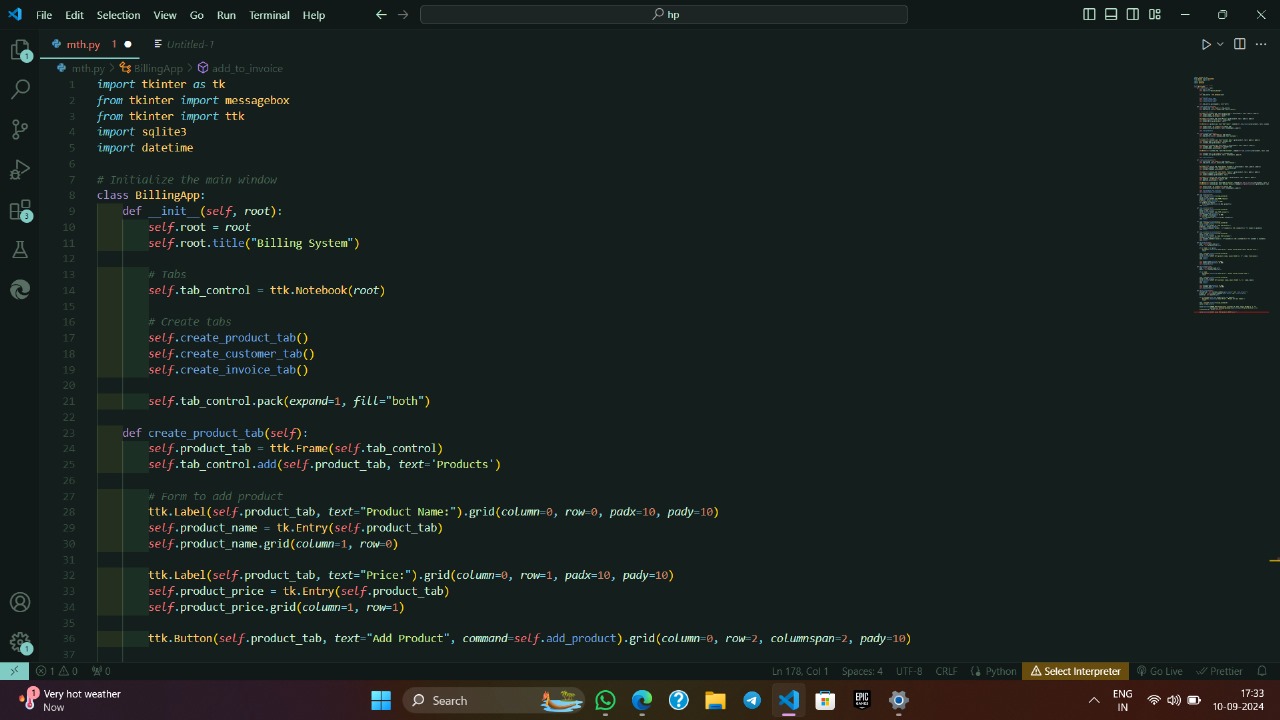 File Edit Selection View Go Run Terminal Help
hp
mth.py 1
Untitled-1
mth.py > BillingApp > add_to_invoice
1 import tkinter as tk
2 from tkinter import messagebox
3 from tkinter import ttk
4 import sqlite3
5 import datetime
6
7 # Initialize the main window
8 class BillingApp:
9 def __init__(self, root):
10 self.root = root
11 self.root.title("Billing System")
12
13 # Tabs
14 self.tab_control = ttk.Notebook(root)
15
16 # Create tabs
17 self.create_product_tab()
18 self.create_customer_tab()
19 self.create_invoice_tab()
20
21 self.tab_control.pack(expand=1, fill="both")
22
23 def create_product_tab(self):
24 self.product_tab = ttk.Frame(self.tab_control)
25 self.tab_control.add(self.product_tab, text='Products')
26
27 # Form to add product
28 ttk.Label(self.product_tab, text="Product Name:").grid(column=0, row=0, padx=10, pady=10)
29 self.product_name = tk.Entry(self.product_tab)
30 self.product_name.grid(column=1, row=0)
31
32 ttk.Label(self.product_tab, text="Price:").grid(column=0, row=1, padx=10, pady=10)
33 self.product_price = tk.Entry(self.product_tab)
34 self.product_price.grid(column=1, row=1)
35
36 ttk.Button(self.product_tab, text="Add Product", command=self.add_product).grid(column=0, row=2, columnspan=2, pady=10)
37
1
3
1
1 0 0 Ln 178, Col 1 Spaces: 4 UTF-8 CRLF Python Select Interpreter Go Live Prettier
1 Very hot weather
Now
Search
EPIC GAMES
ENG
IN
17:33
10-09-2024